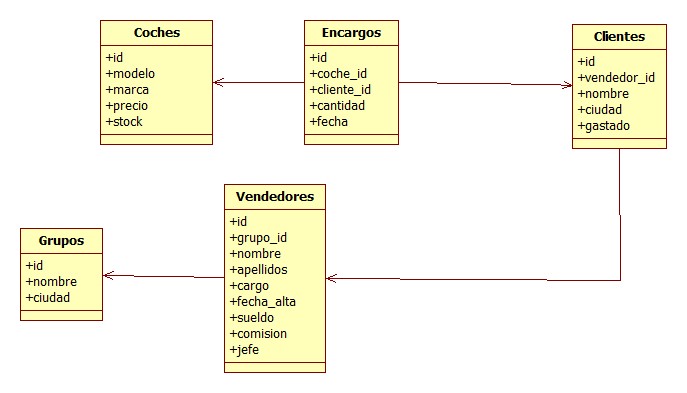 Coches
+id
+modelo
+marca
+precio
+stock
Encargos
+id
+coche_id
+cliente_id
+cantidad
+fecha
Clientes
+id
+vendedor_id
+nombre
+ciudad
+gastado
Grupos
+id
+nombre
+ciudad
Vendedores
+id
+grupo_id
+nombre
+apellidos
+cargo
+fecha_alta
+sueldo
+comision
+jefe